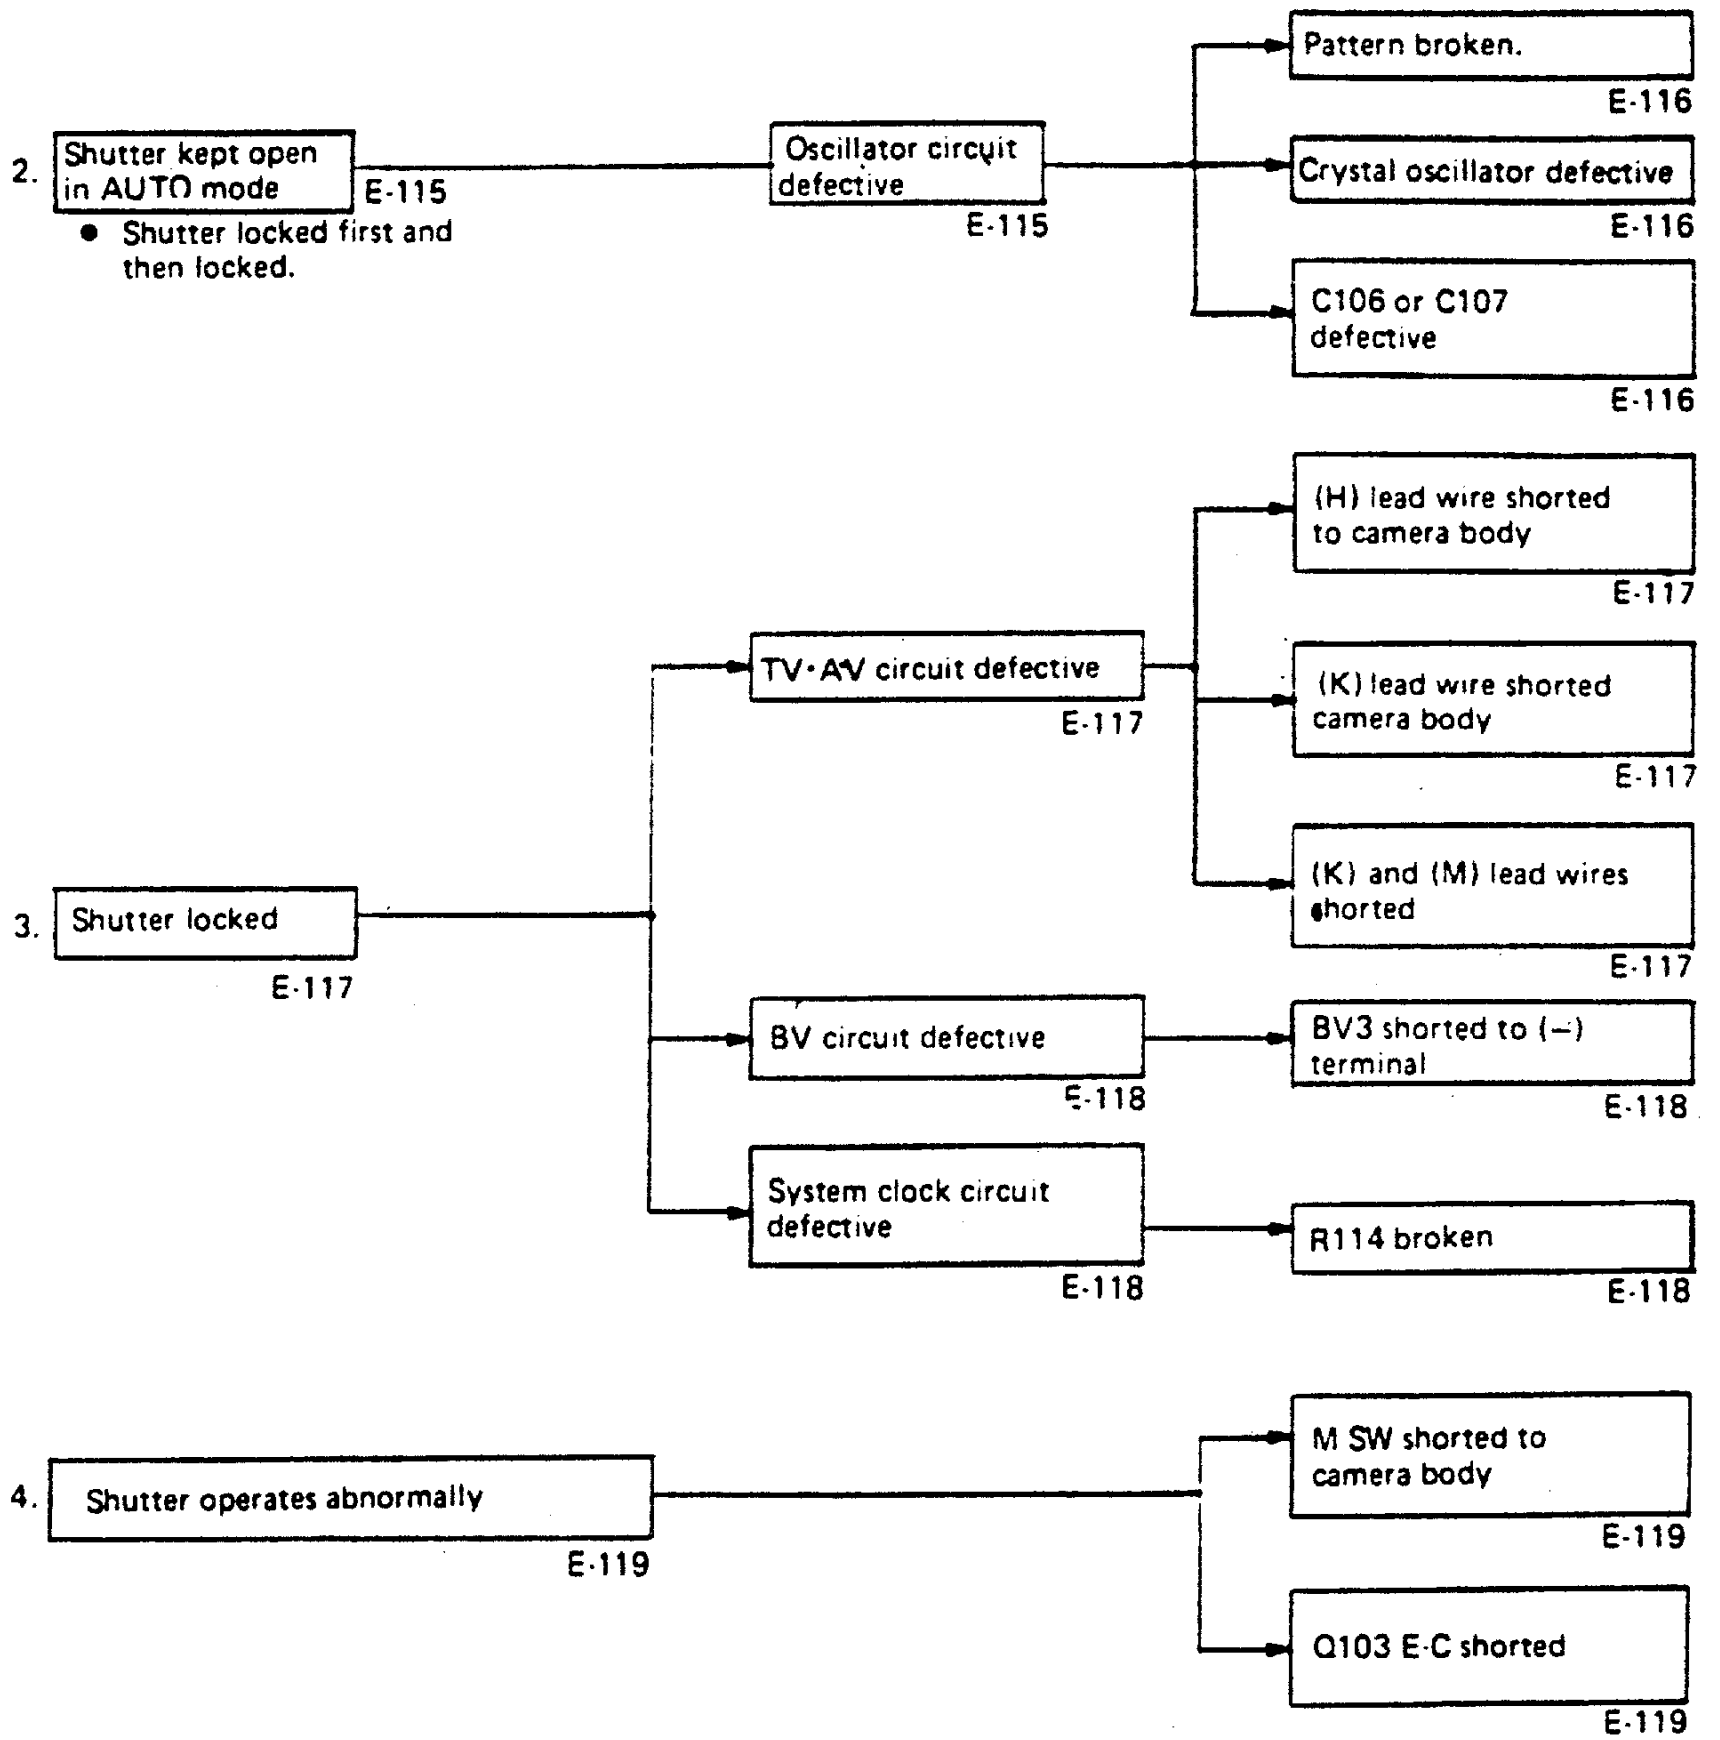 2. Shutter kept open
in AUTO mode
E-115
● Shutter locked first and
then locked.
Oscillator circuit
defective
E-115
Pattern broken.
E-116
Crystal oscillator defective
E-116
C106 or C107
defective
E-116
3. Shutter locked
E-117
TV·AV circuit defective
E-117
(H) lead wire shorted
to camera body
E-117
(K) lead wire shorted
camera body
E-117
(K) and (M) lead wires
shorted
E-117
BV circuit defective
E-118
BV3 shorted to (−)
terminal
E-118
System clock circuit
defective
E-118
R114 broken
E-118
4. Shutter operates abnormally
E-119
M SW shorted to
camera body
E-119
Q103 E-C shorted
E-119